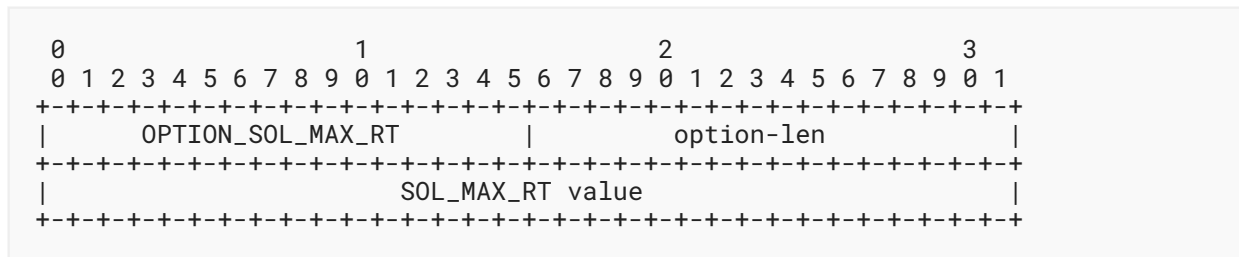 0                   1                   2                   3
 0 1 2 3 4 5 6 7 8 9 0 1 2 3 4 5 6 7 8 9 0 1 2 3 4 5 6 7 8 9 0 1
+-+-+-+-+-+-+-+-+-+-+-+-+-+-+-+-+-+-+-+-+-+-+-+-+-+-+-+-+-+-+-+-+
|      OPTION_SOL_MAX_RT        |         option-len            |
+-+-+-+-+-+-+-+-+-+-+-+-+-+-+-+-+-+-+-+-+-+-+-+-+-+-+-+-+-+-+-+-+
|                       SOL_MAX_RT value                        |
+-+-+-+-+-+-+-+-+-+-+-+-+-+-+-+-+-+-+-+-+-+-+-+-+-+-+-+-+-+-+-+-+